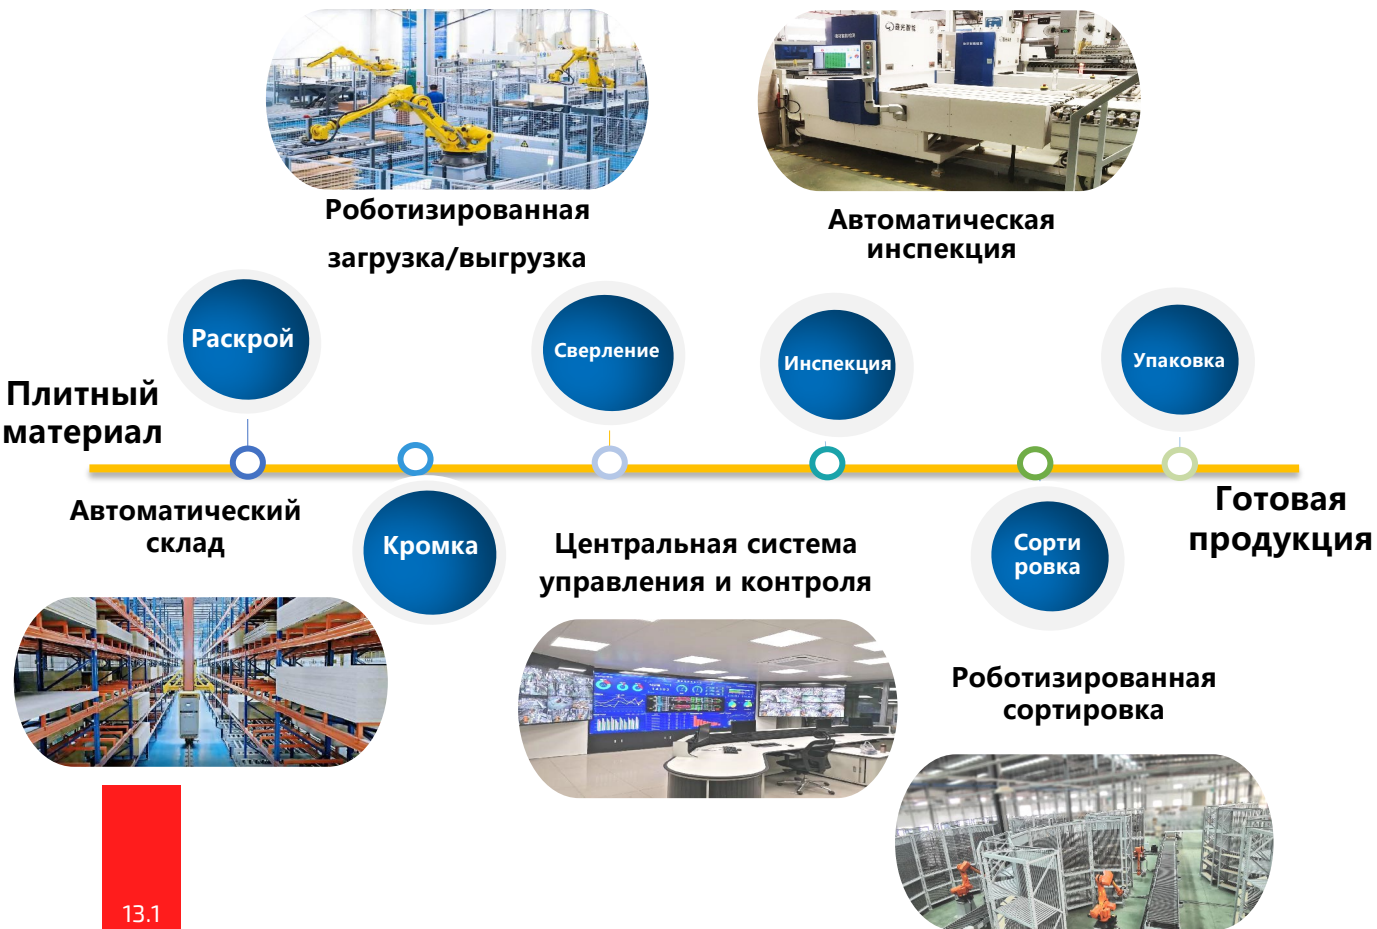 Роботизированная
загрузка/выгрузка
Автоматическая
инспекция
Раскрой
Сверление
Инспекция
Упаковка
Плитный
материал
Автоматический
склад
Кромка
Центральная система
управления и контроля
Сорти
ровка
Готовая
продукция
Роботизированная
сортировка
13.1